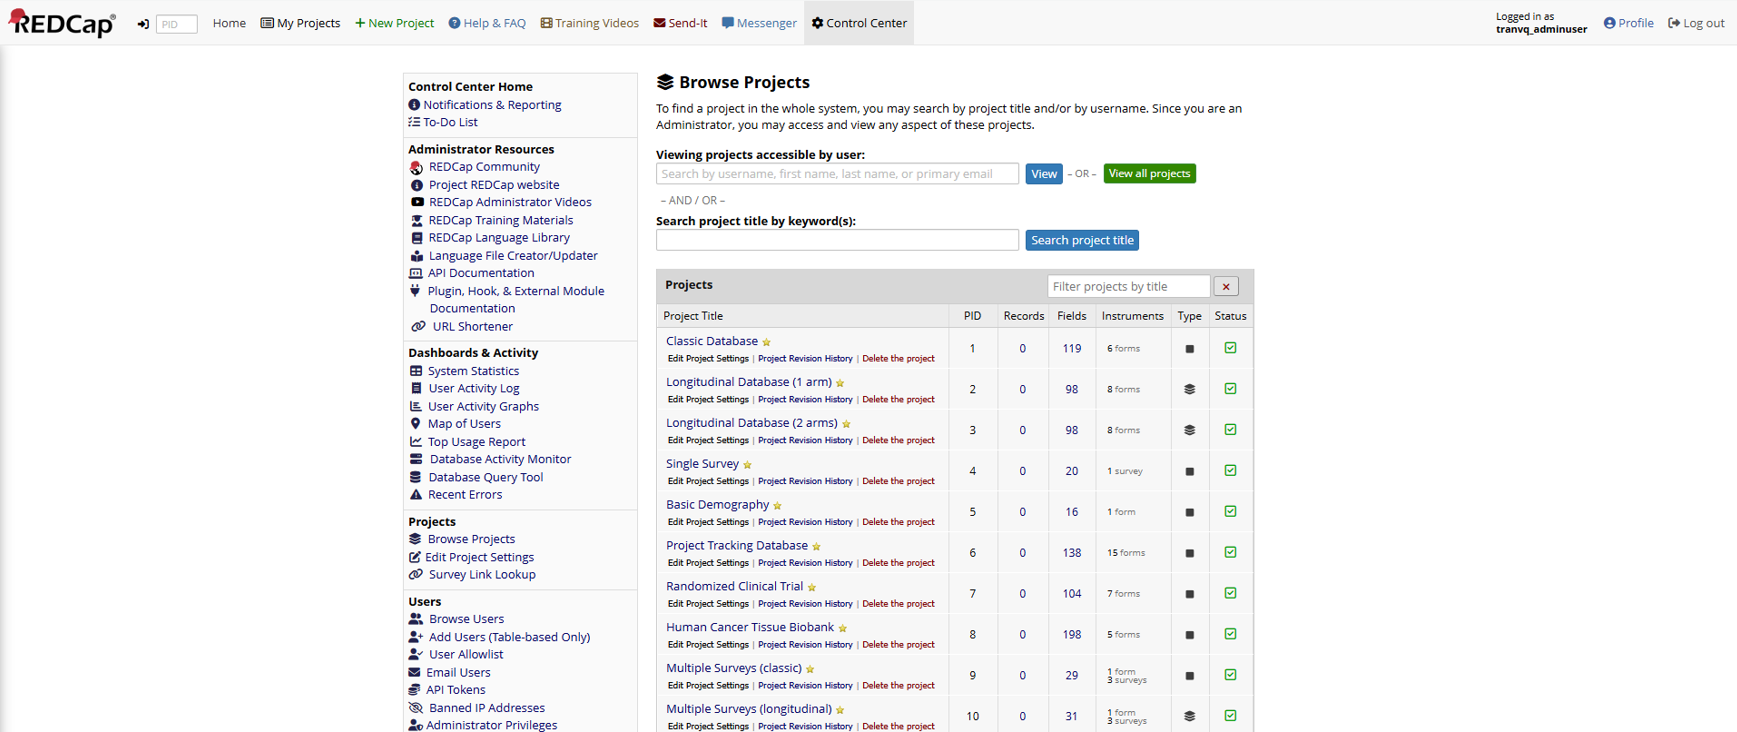 REDCap®
PID
Home
My Projects
New Project
Help & FAQ
Training Videos
Send-It
Messenger
Control Center
Logged in as
tranvq_adminuser
Profile
Log out
Control Center Home
Notifications & Reporting
To-Do List
Administrator Resources
REDCap Community
Project REDCap website
REDCap Administrator Videos
REDCap Training Materials
REDCap Language Library
Language File Creator/Updater
API Documentation
Plugin, Hook, & External Module
Documentation
URL Shortener
Dashboards & Activity
System Statistics
User Activity Log
User Activity Graphs
Map of Users
Top Usage Report
Database Activity Monitor
Database Query Tool
Recent Errors
Projects
Browse Projects
Edit Project Settings
Survey Link Lookup
Users
Browse Users
Add Users (Table-based Only)
User Allowlist
Email Users
API Tokens
Banned IP Addresses
Administrator Privileges
Browse Projects
To find a project in the whole system, you may search by project title and/or by username. Since you are an
Administrator, you may access and view any aspect of these projects.
Viewing projects accessible by user:
Search by username, first name, last name, or primary email View – OR – View all projects
– AND / OR –
Search project title by keyword(s):
Search project title
Projects Filter projects by title x
Project Title PID Records Fields Instruments Type Status
Classic Database 1 0 119 6 forms
Edit Project Settings | Project Revision History | Delete the project
Longitudinal Database (1 arm) 2 0 98 8 forms
Edit Project Settings | Project Revision History | Delete the project
Longitudinal Database (2 arms) 3 0 98 8 forms
Edit Project Settings | Project Revision History | Delete the project
Single Survey 4 0 20 1 survey
Edit Project Settings | Project Revision History | Delete the project
Basic Demography 5 0 16 1 form
Edit Project Settings | Project Revision History | Delete the project
Project Tracking Database 6 0 138 15 forms
Edit Project Settings | Project Revision History | Delete the project
Randomized Clinical Trial 7 0 104 7 forms
Edit Project Settings | Project Revision History | Delete the project
Human Cancer Tissue Biobank 8 0 198 5 forms
Edit Project Settings | Project Revision History | Delete the project
Multiple Surveys (classic) 9 0 29 1 form
3 surveys
Edit Project Settings | Project Revision History | Delete the project
Multiple Surveys (longitudinal) 10 0 31 1 form
3 surveys
Edit Project Settings | Project Revision History | Delete the project